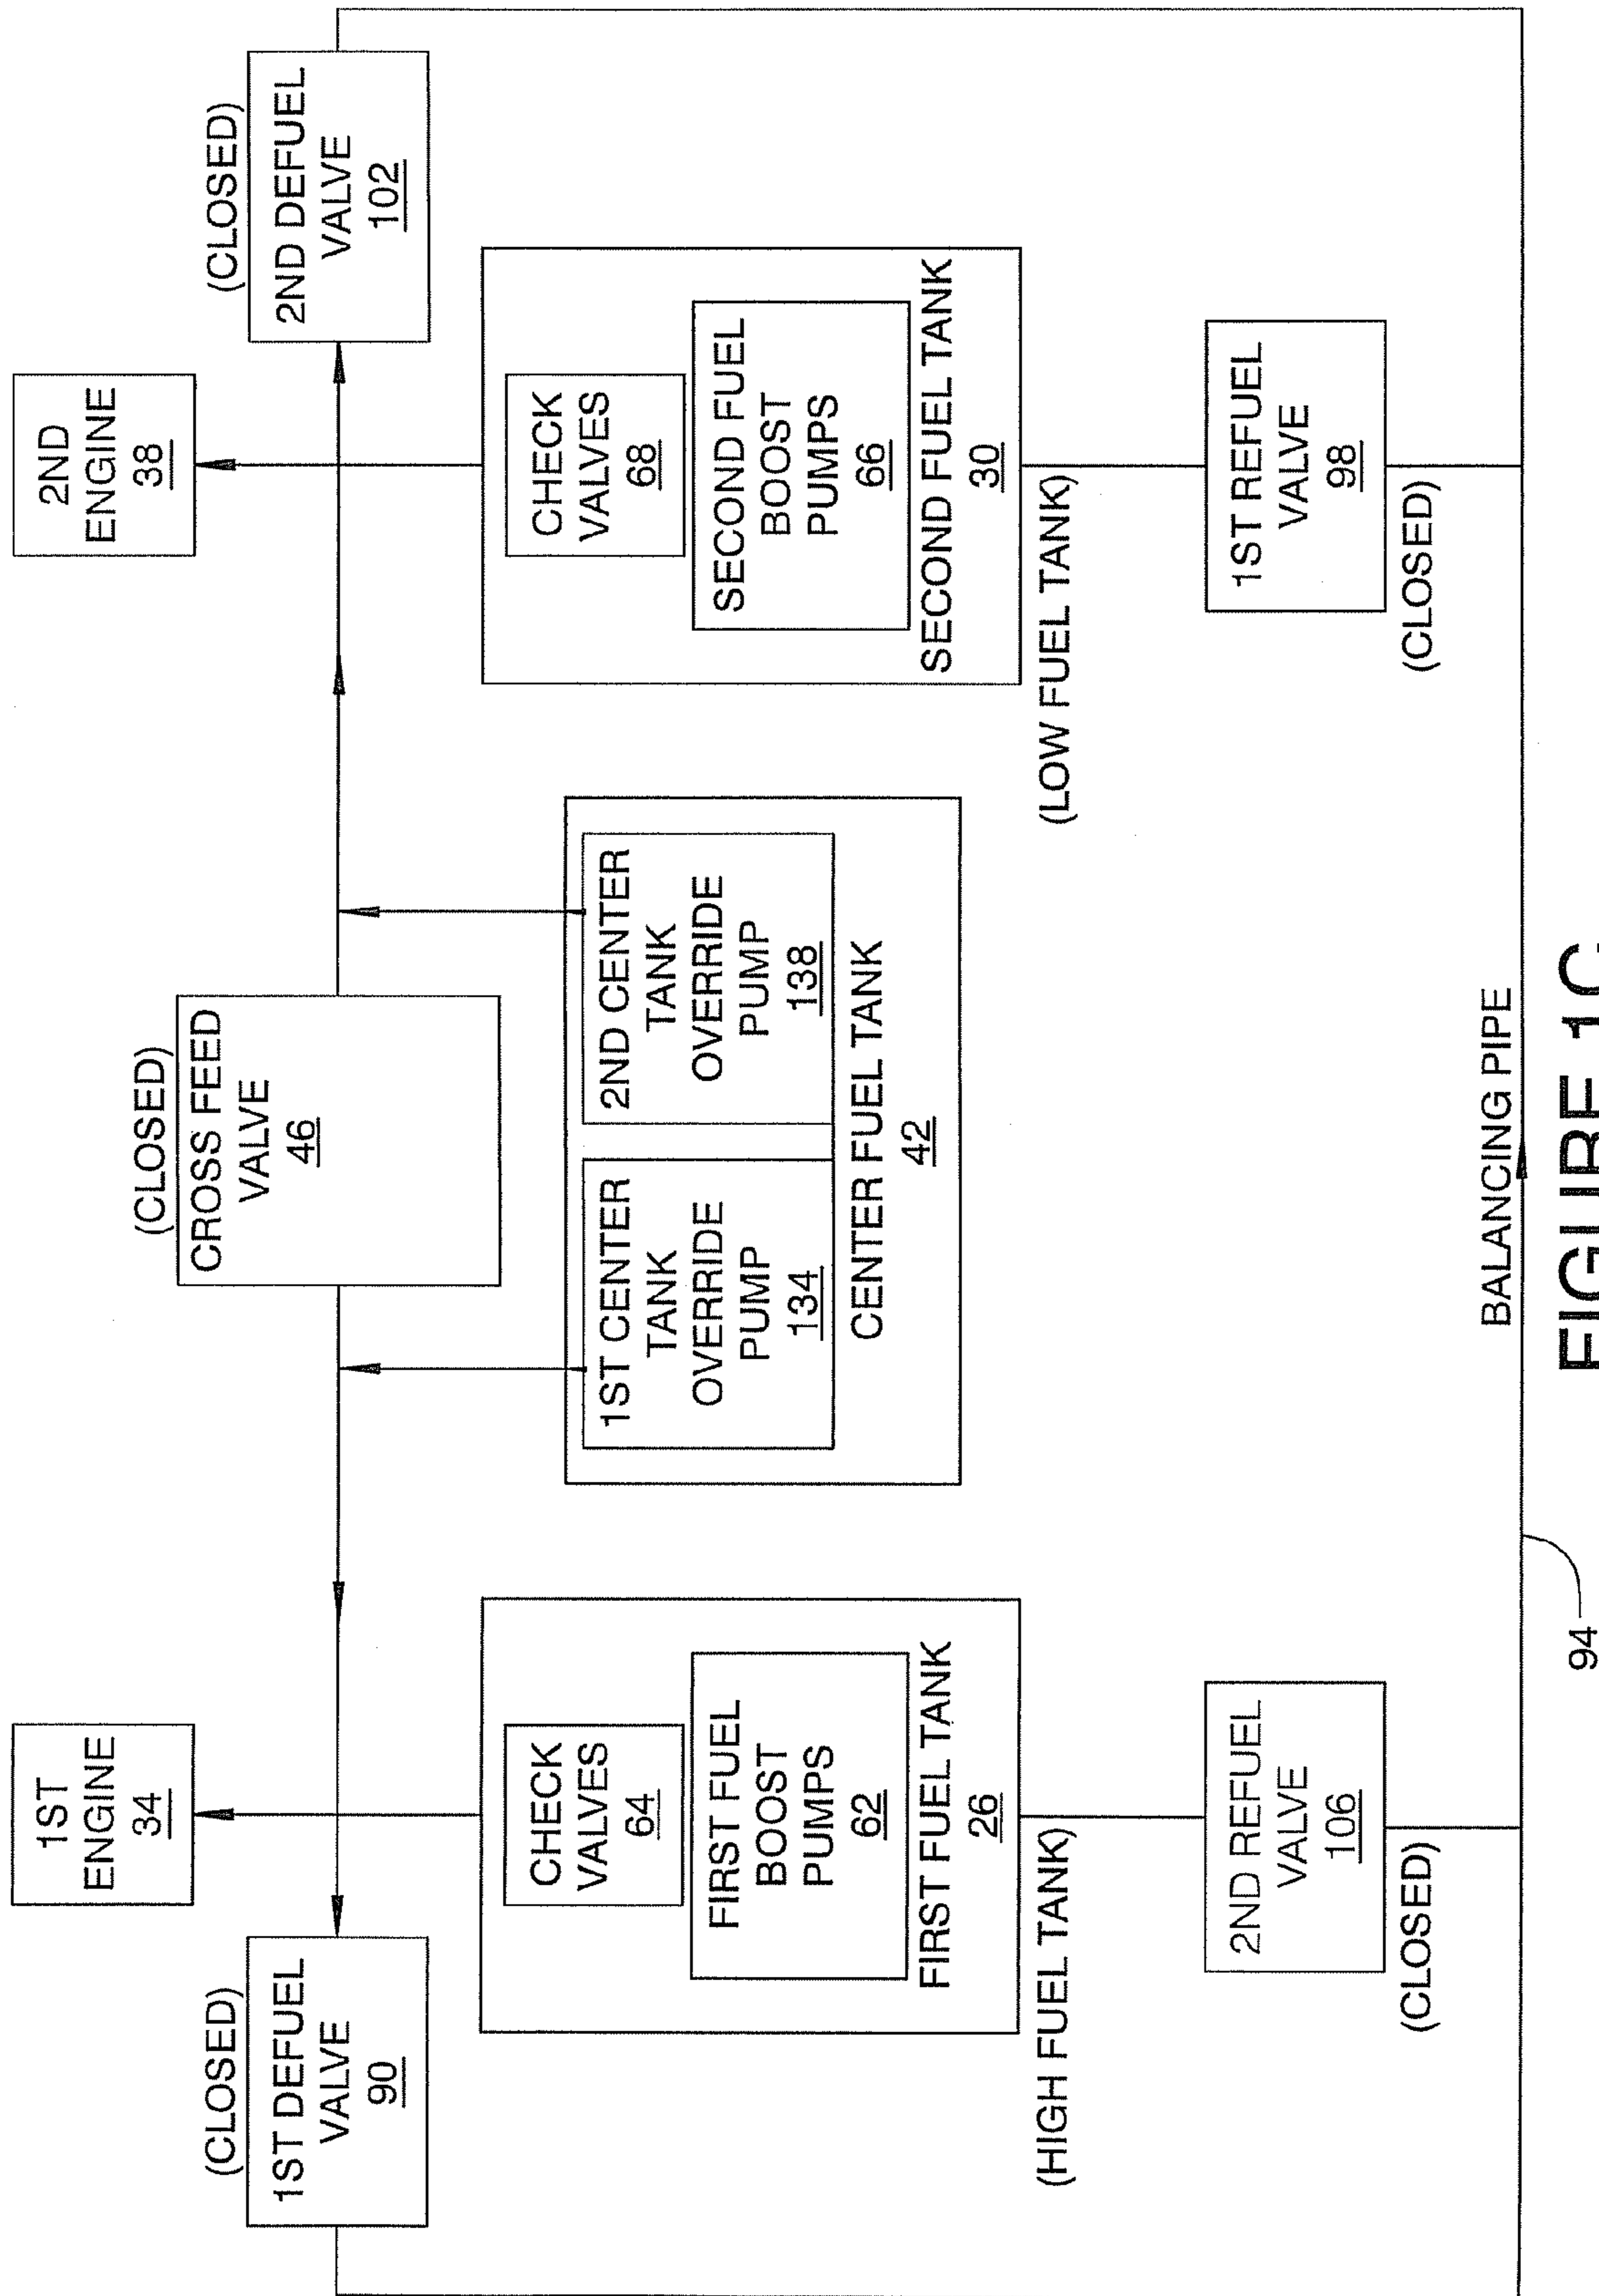 (CLOSED)
1ST DEFUEL
VALVE
90
1ST
ENGINE
34
(CLOSED)
CROSS FEED
VALVE
46
2ND
ENGINE
38
(CLOSED)
2ND DEFUEL
VALVE
102
CHECK
VALVES
64
FIRST FUEL
BOOST
PUMPS
62
FIRST FUEL TANK
26
(HIGH FUEL TANK)
1ST CENTER
TANK
OVERRIDE
PUMP
134
2ND CENTER
TANK
OVERRIDE
PUMP
138
CENTER FUEL TANK
42
CHECK
VALVES
68
SECOND FUEL
BOOST
PUMPS
66
SECOND FUEL TANK
30
(LOW FUEL TANK)
2ND REFUEL
VALVE
106
(CLOSED)
1ST REFUEL
VALVE
98
(CLOSED)
BALANCING PIPE
94
FIGURE 1C